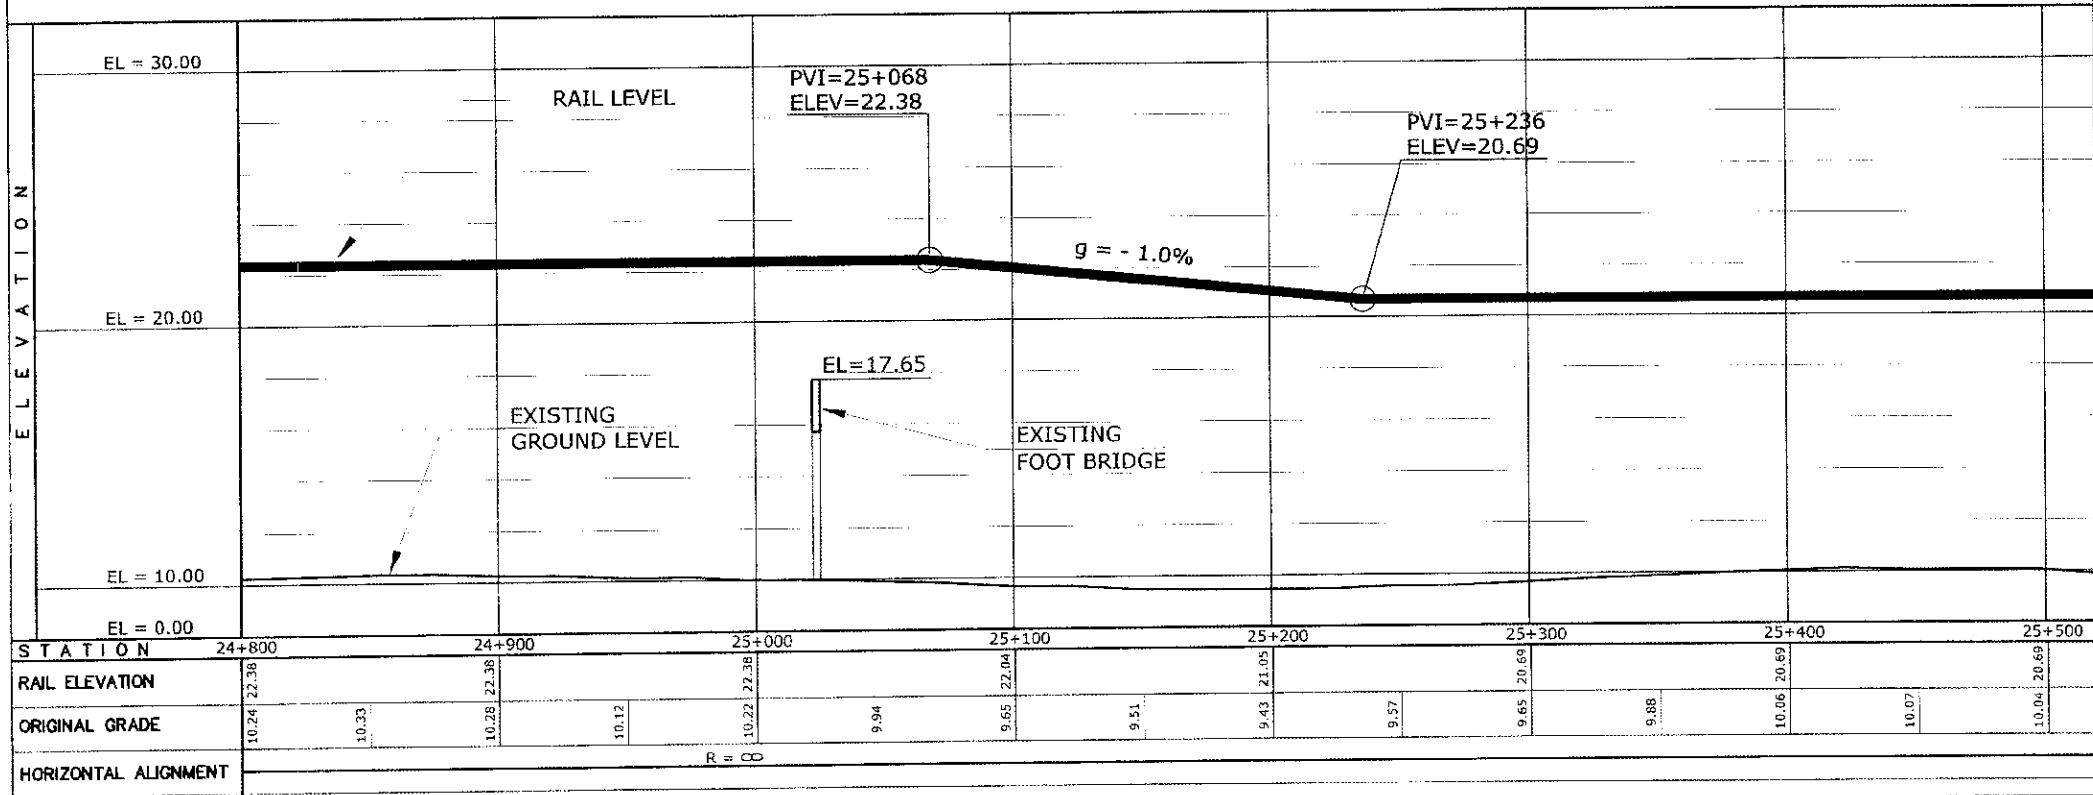 EL = 30.00
RAIL LEVEL
PVI=25+068
ELEV=22.38
PVI=25+236
ELEV=20.69
g = - 1.0%
ELEVATION
EL = 20.00
EL=17.65
EXISTING
GROUND LEVEL
EXISTING
FOOT BRIDGE
EL = 10.00
EL = 0.00
STATION 24+800 24+900 25+000 25+100 25+200 25+300 25+400 25+500
RAIL ELEVATION 22.38 22.38 22.38 22.04 21.05 20.69 20.69 20.69
ORIGINAL GRADE 10.24 10.33 10.28 10.12 10.22 9.94 9.65 9.51 9.43 9.57 9.65 9.88 10.06 10.07 10.04
HORIZONTAL ALIGNMENT R = ∞